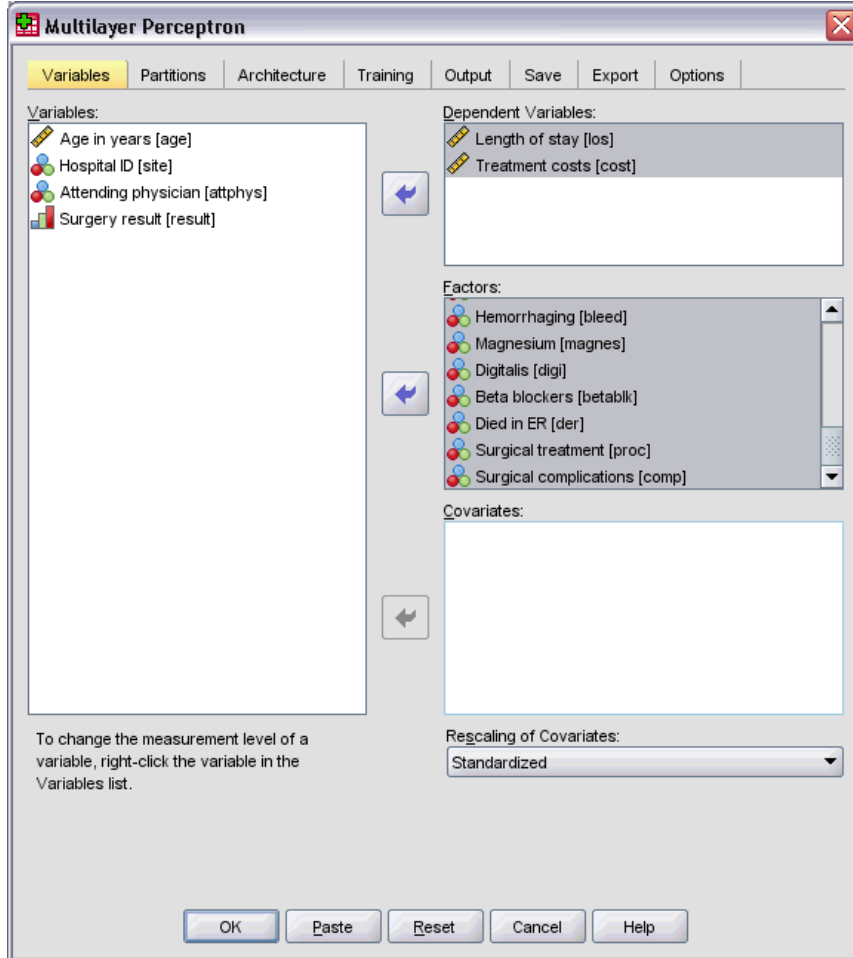 Multilayer Perceptron
Variables Partitions Architecture Training Output Save Export Options
Variables:
Age in years [age]
Hospital ID [site]
Attending physician [attphys]
Surgery result [result]
Dependent Variables:
Length of stay [los]
Treatment costs [cost]
Factors:
Hemorrhaging [bleed]
Magnesium [magnes]
Digitalis [digi]
Beta blockers [betablk]
Died in ER [der]
Surgical treatment [proc]
Surgical complications [comp]
Covariates:
To change the measurement level of a
variable, right-click the variable in the
Variables list.
Rescaling of Covariates:
Standardized
OK Paste Reset Cancel Help